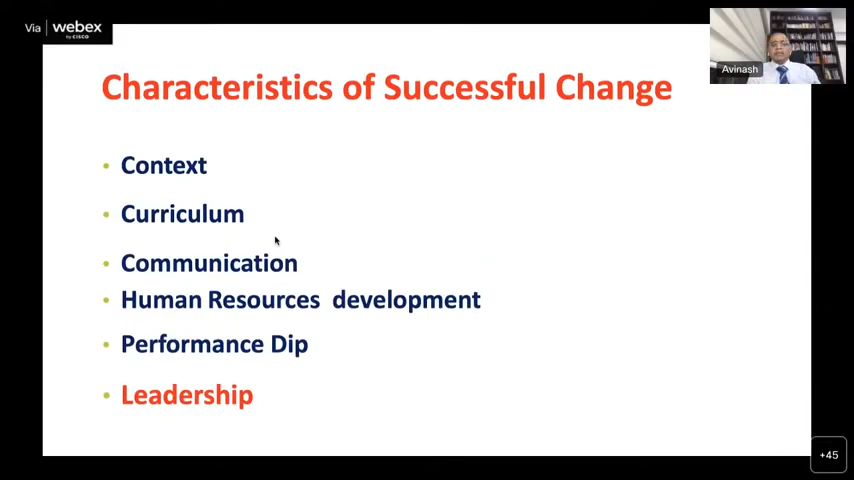 Via webex
by CISCO
Avinash
Characteristics of Successful Change
• Context
• Curriculum
• Communication
• Human Resources development
• Performance Dip
• Leadership
+45